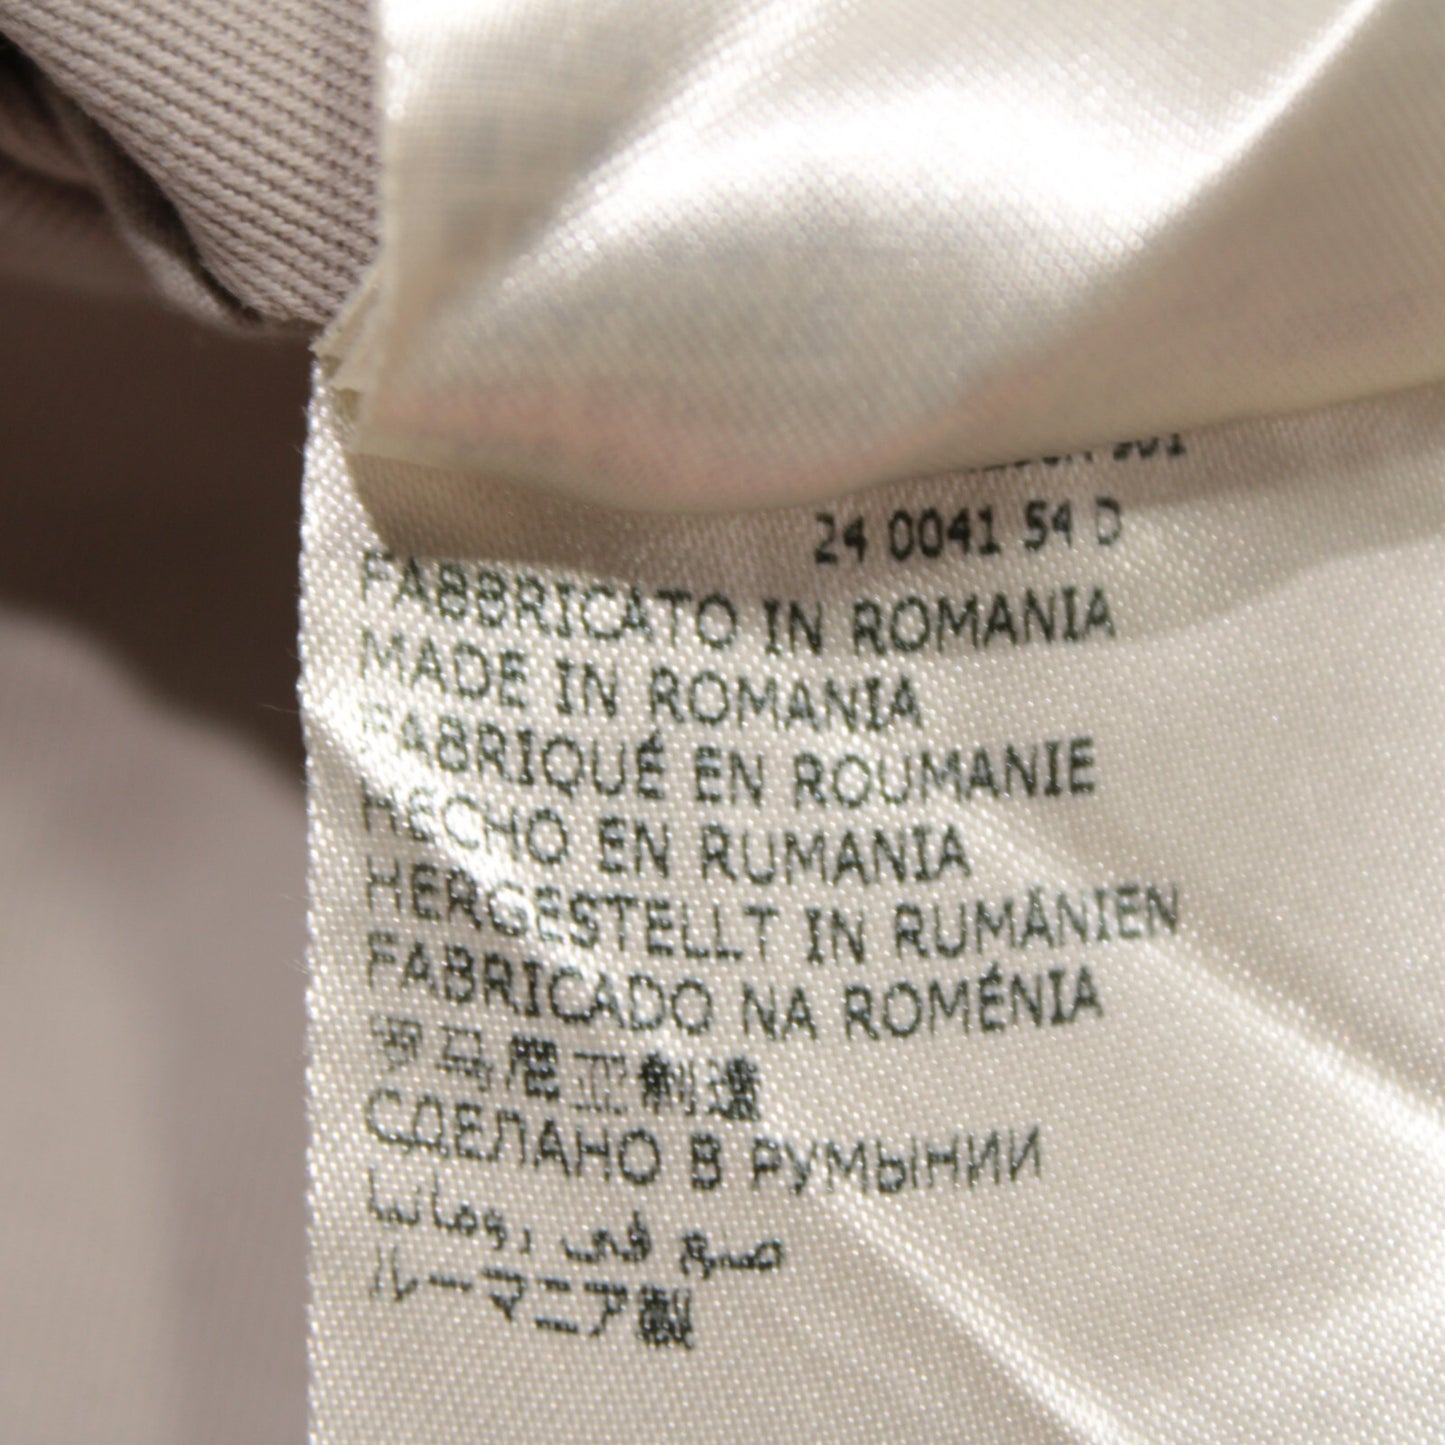 24 0041 54 D
FABBRICATO IN ROMANIA
MADE IN ROMANIA
FABRIQUÉ EN ROUMANIE
HECHO EN RUMANIA
HERGESTELLT IN RUMÄNIEN
FABRICADO NA ROMÉNIA
罗马尼亚制造
СДЕЛАНО В РУМЫНИИ
صنع في رومانيا
ルーマニア製